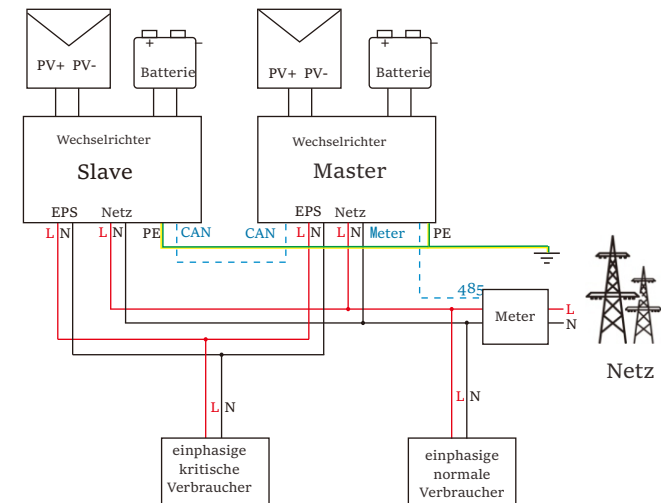 PV+ PV-
+ -
Batterie
PV+ PV-
+ -
Batterie
Wechselrichter
Slave
Wechselrichter
Master
EPS Netz
EPS Netz
L N L N PE CAN
CAN L N L N Meter PE
485
Meter
L
N
Netz
L N
L N
einphasige
kritische
Verbraucher
einphasige
normale
Verbraucher